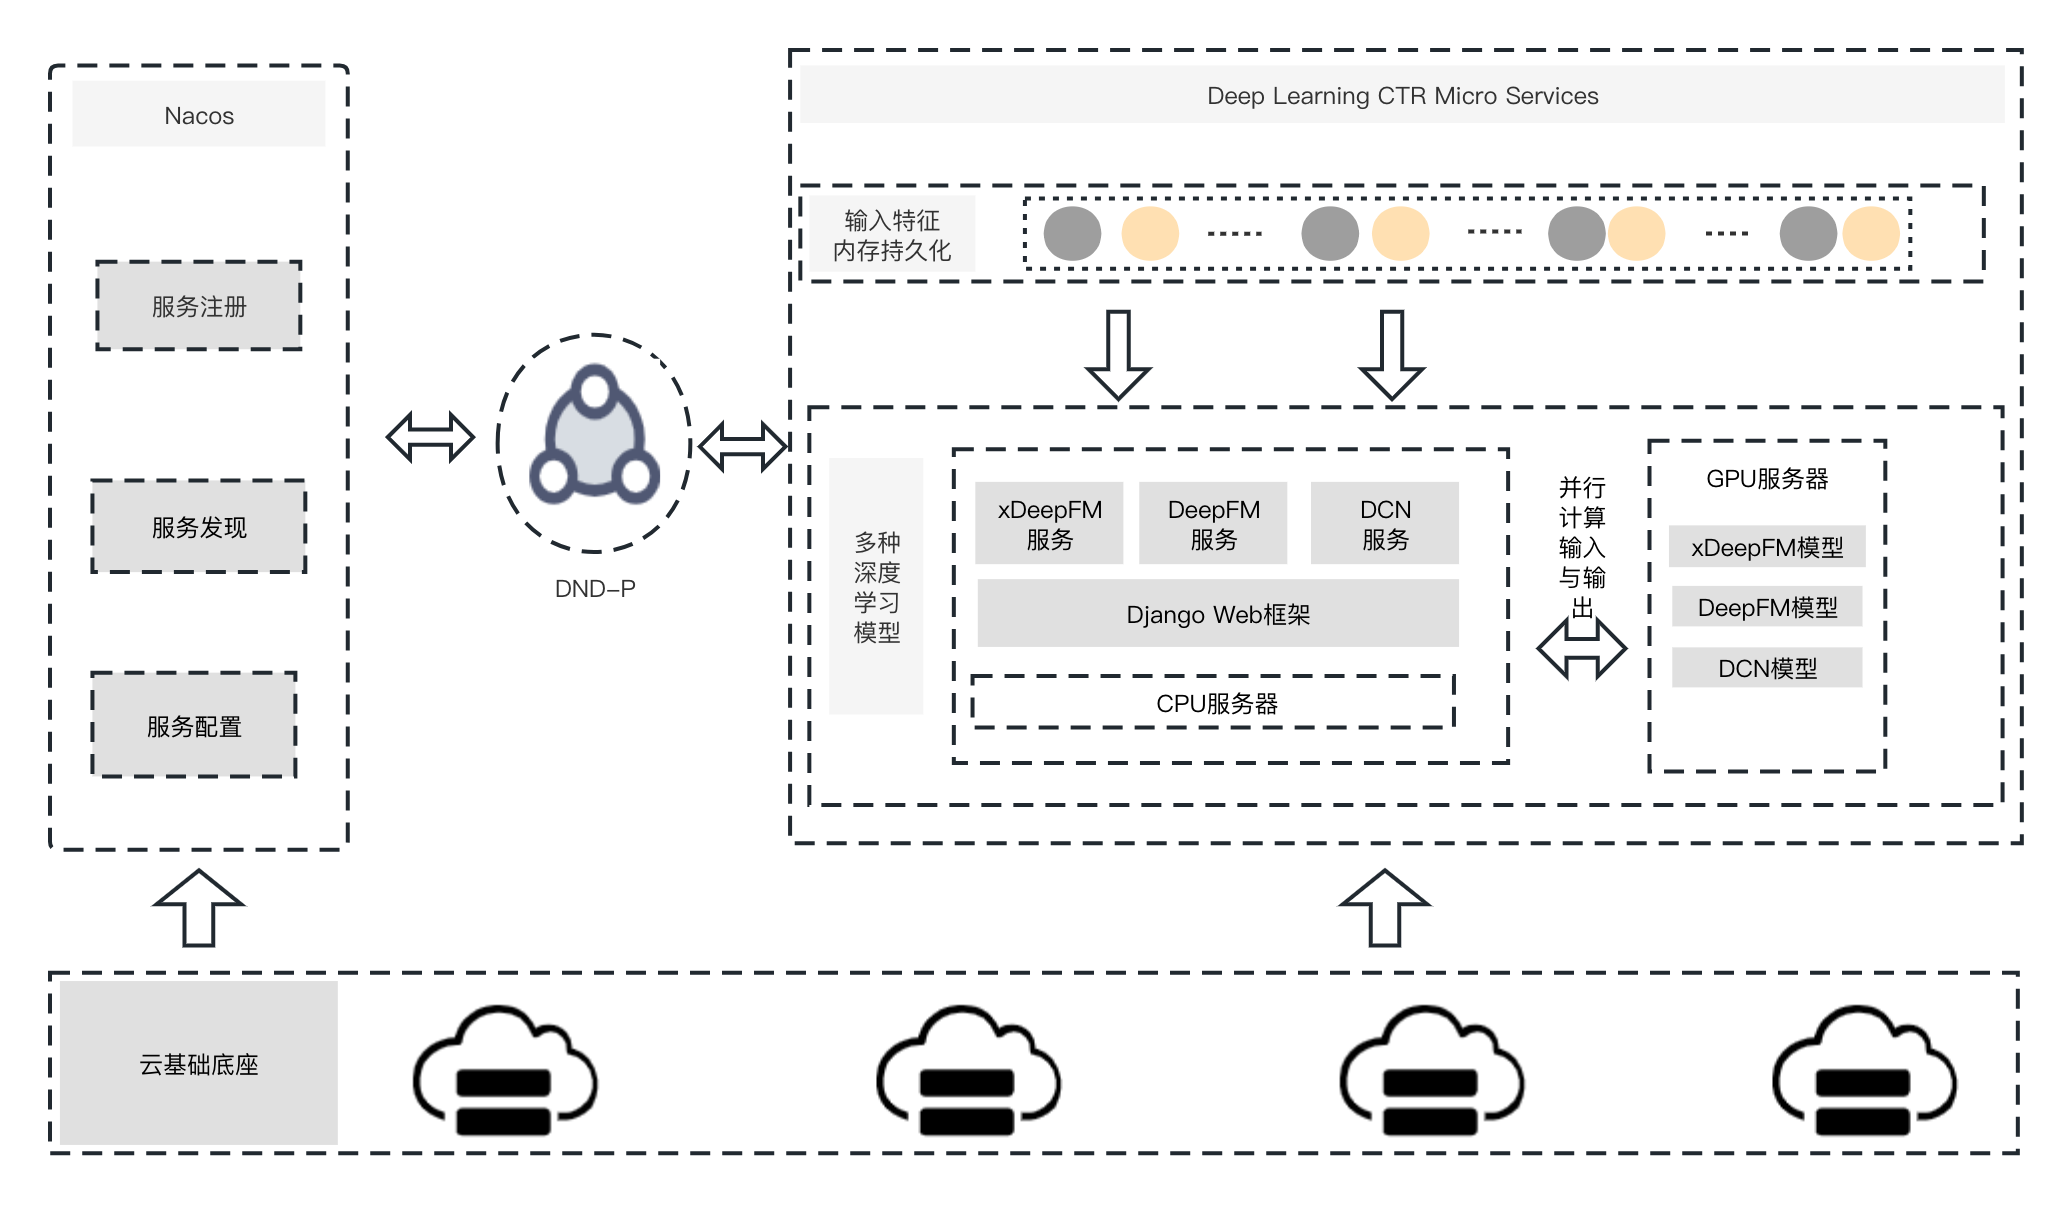 Nacos
服务注册
服务发现
服务配置
DND-P
Deep Learning CTR Micro Services
输入特征
内存持久化
多种
深度
学习
模型
xDeepFM
服务
DeepFM
服务
DCN
服务
Django Web框架
CPU服务器
并行
计算
输入
与输
出
GPU服务器
xDeepFM模型
DeepFM模型
DCN模型
云基础底座